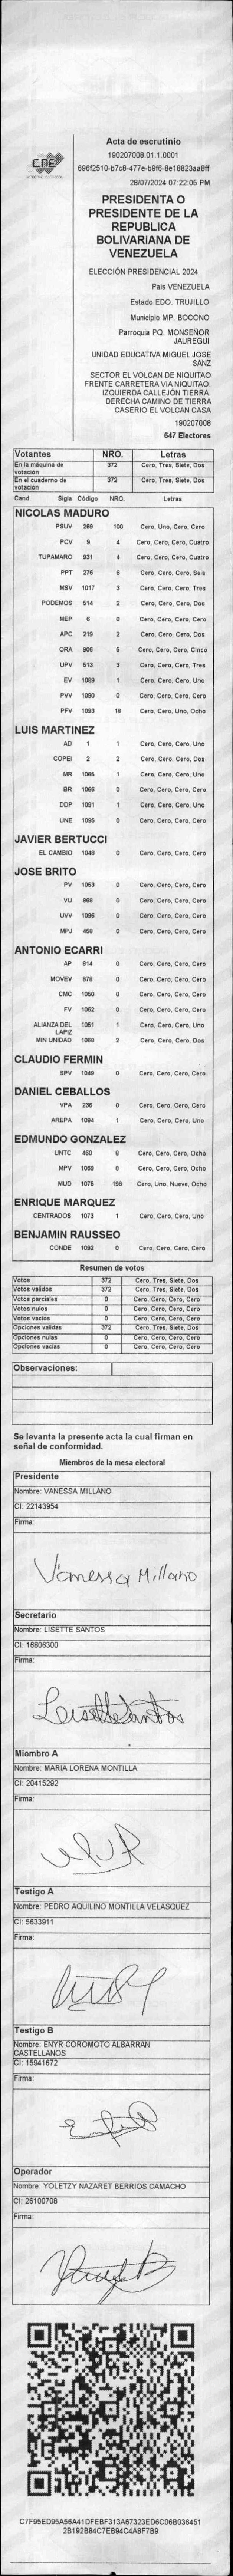 CNE
Acta de escrutinio
190207008.01.1.0001
696f2510-b7c8-477e-b9f6-8e18823aa8ff
28/07/2024 07:22:05 PM
PRESIDENTA O
PRESIDENTE DE LA
REPUBLICA
BOLIVARIANA DE
VENEZUELA
ELECCIÓN PRESIDENCIAL 2024
País VENEZUELA
Estado EDO. TRUJILLO
Municipio MP. BOCONO
Parroquia PQ. MONSEÑOR
JAUREGUI
UNIDAD EDUCATIVA MIGUEL JOSE
SANZ
SECTOR EL VOLCAN DE NIQUITAO
FRENTE CARRETERA VIA NIQUITAO.
IZQUIERDA CALLEJÓN TIERRA.
DERECHA CAMINO DE TIERRA
CASERIO EL VOLCAN CASA
190207008
647 Electores
Votantes NRO. Letras
En la máquina de votación 372 Cero, Tres, Siete, Dos
En el cuaderno de votación 372 Cero, Tres, Siete, Dos
Cand. Sigla Código NRO. Letras
NICOLAS MADURO
PSUV 269 100 Cero, Uno, Cero, Cero
PCV 9 4 Cero, Cero, Cero, Cuatro
TUPAMARO 931 4 Cero, Cero, Cero, Cuatro
PPT 276 6 Cero, Cero, Cero, Seis
MSV 1017 3 Cero, Cero, Cero, Tres
PODEMOS 514 2 Cero, Cero, Cero, Dos
MEP 6 0 Cero, Cero, Cero, Cero
APC 219 2 Cero, Cero, Cero, Dos
ORA 906 5 Cero, Cero, Cero, Cinco
UPV 513 3 Cero, Cero, Cero, Tres
EV 1089 1 Cero, Cero, Cero, Uno
PVV 1090 0 Cero, Cero, Cero, Cero
PFV 1093 18 Cero, Cero, Uno, Ocho
LUIS MARTINEZ
AD 1 1 Cero, Cero, Cero, Uno
COPEI 2 2 Cero, Cero, Cero, Dos
MR 1065 1 Cero, Cero, Cero, Uno
BR 1066 0 Cero, Cero, Cero, Cero
DDP 1081 1 Cero, Cero, Cero, Uno
UNE 1095 0 Cero, Cero, Cero, Cero
JAVIER BERTUCCI
EL CAMBIO 1048 0 Cero, Cero, Cero, Cero
JOSE BRITO
PV 1053 0 Cero, Cero, Cero, Cero
VU 868 0 Cero, Cero, Cero, Cero
UVV 1096 0 Cero, Cero, Cero, Cero
MPJ 458 0 Cero, Cero, Cero, Cero
ANTONIO ECARRI
AP 814 0 Cero, Cero, Cero, Cero
MOVEV 878 0 Cero, Cero, Cero, Cero
CMC 1050 0 Cero, Cero, Cero, Cero
FV 1062 0 Cero, Cero, Cero, Cero
ALIANZA DEL LAPIZ 1051 1 Cero, Cero, Cero, Uno
MIN UNIDAD 1068 2 Cero, Cero, Cero, Dos
CLAUDIO FERMIN
SPV 1049 0 Cero, Cero, Cero, Cero
DANIEL CEBALLOS
VPA 236 0 Cero, Cero, Cero, Cero
AREPA 1094 1 Cero, Cero, Cero, Uno
EDMUNDO GONZALEZ
UNTC 460 8 Cero, Cero, Cero, Ocho
MPV 1069 8 Cero, Cero, Cero, Ocho
MUD 1075 198 Cero, Uno, Nueve, Ocho
ENRIQUE MARQUEZ
CENTRADOS 1073 1 Cero, Cero, Cero, Uno
BENJAMIN RAUSSEO
CONDE 1092 0 Cero, Cero, Cero, Cero
Resumen de votos
Votos 372 Cero, Tres, Siete, Dos
Votos validos 372 Cero, Tres, Siete, Dos
Votos parciales 0 Cero, Cero, Cero, Cero
Votos nulos 0 Cero, Cero, Cero, Cero
Votos vacios 0 Cero, Cero, Cero, Cero
Opciones validas 372 Cero, Tres, Siete, Dos
Opciones nulas 0 Cero, Cero, Cero, Cero
Opciones vacias 0 Cero, Cero, Cero, Cero
Observaciones:
Se levanta la presente acta la cual firman en
señal de conformidad.
Miembros de la mesa electoral
Presidente
Nombre: VANESSA MILLANO
CI: 22143954
Firma:
Vanessa Millano
Secretario
Nombre: LISETTE SANTOS
CI: 16806300
Firma:
Miembro A
Nombre: MARIA LORENA MONTILLA
CI: 20415292
Firma:
Testigo A
Nombre: PEDRO AQUILINO MONTILLA VELASQUEZ
CI: 5633911
Firma:
Testigo B
Nombre: ENYR COROMOTO ALBARRAN
CASTELLANOS
CI: 15941672
Firma:
Operador
Nombre: YOLETZY NAZARET BERRIOS CAMACHO
CI: 26100708
Firma:
C7F95ED95A56A41DFEBF313A67323ED6C06B036451
2B192B84C7EB94C4ABF7B9